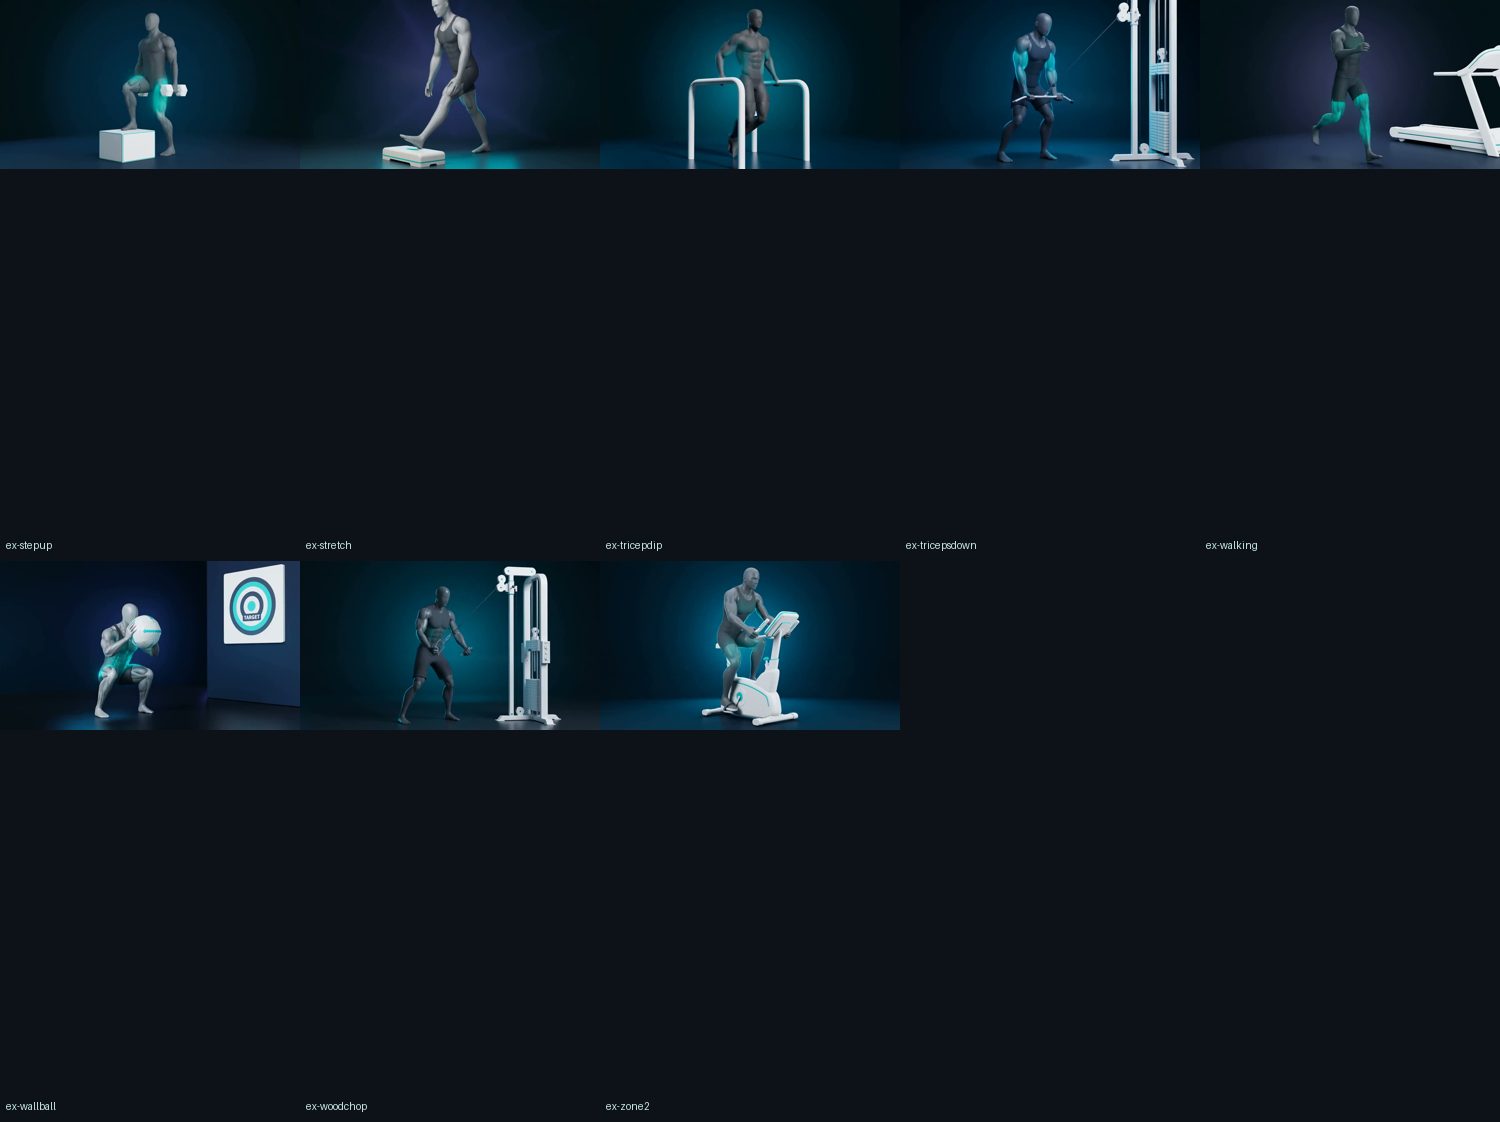 ex-stepup
ex-stretch
ex-tricepdip
ex-tricepsdown
ex-walking
TARGET
ex-wallball
ex-woodchop
ex-zone2